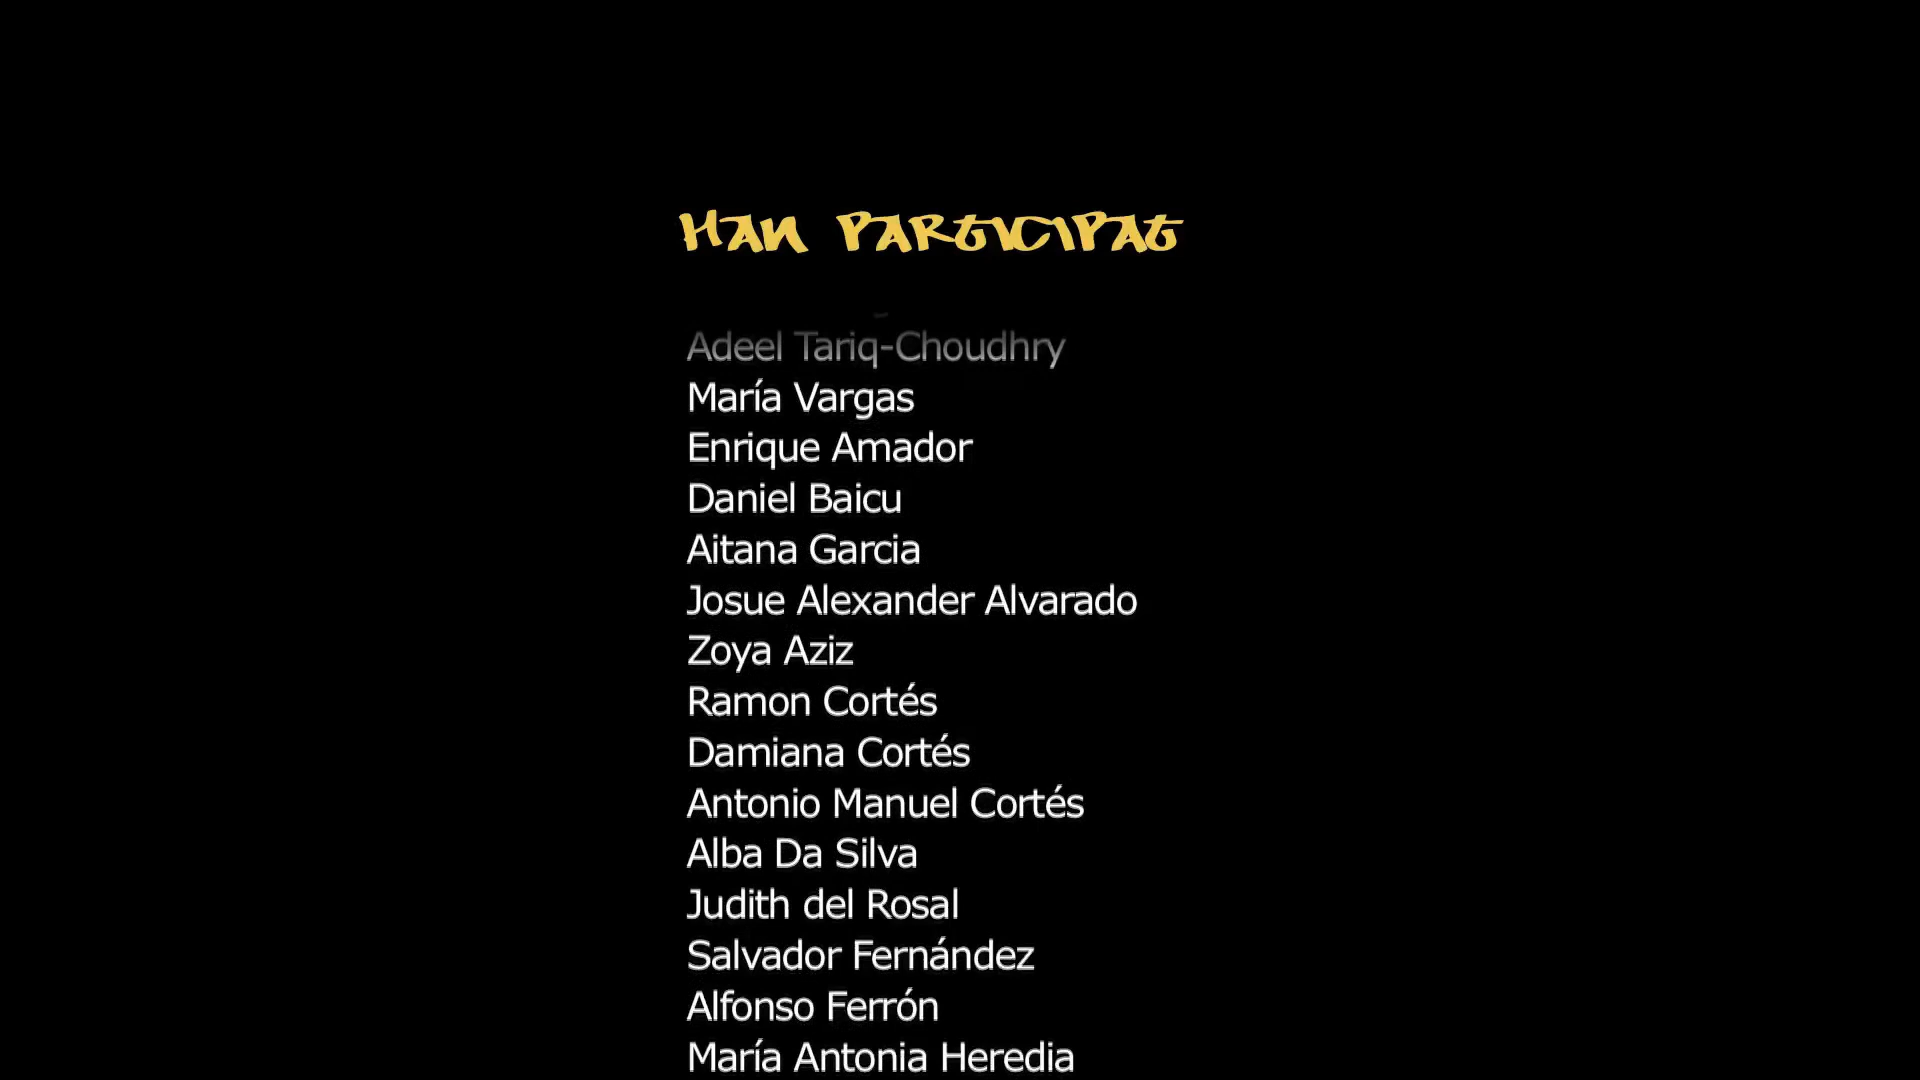 Han participat
Adeel Tariq-Choudhry
María Vargas
Enrique Amador
Daniel Baicu
Aitana Garcia
Josue Alexander Alvarado
Zoya Aziz
Ramon Cortés
Damiana Cortés
Antonio Manuel Cortés
Alba Da Silva
Judith del Rosal
Salvador Fernández
Alfonso Ferrón
María Antonia Heredia